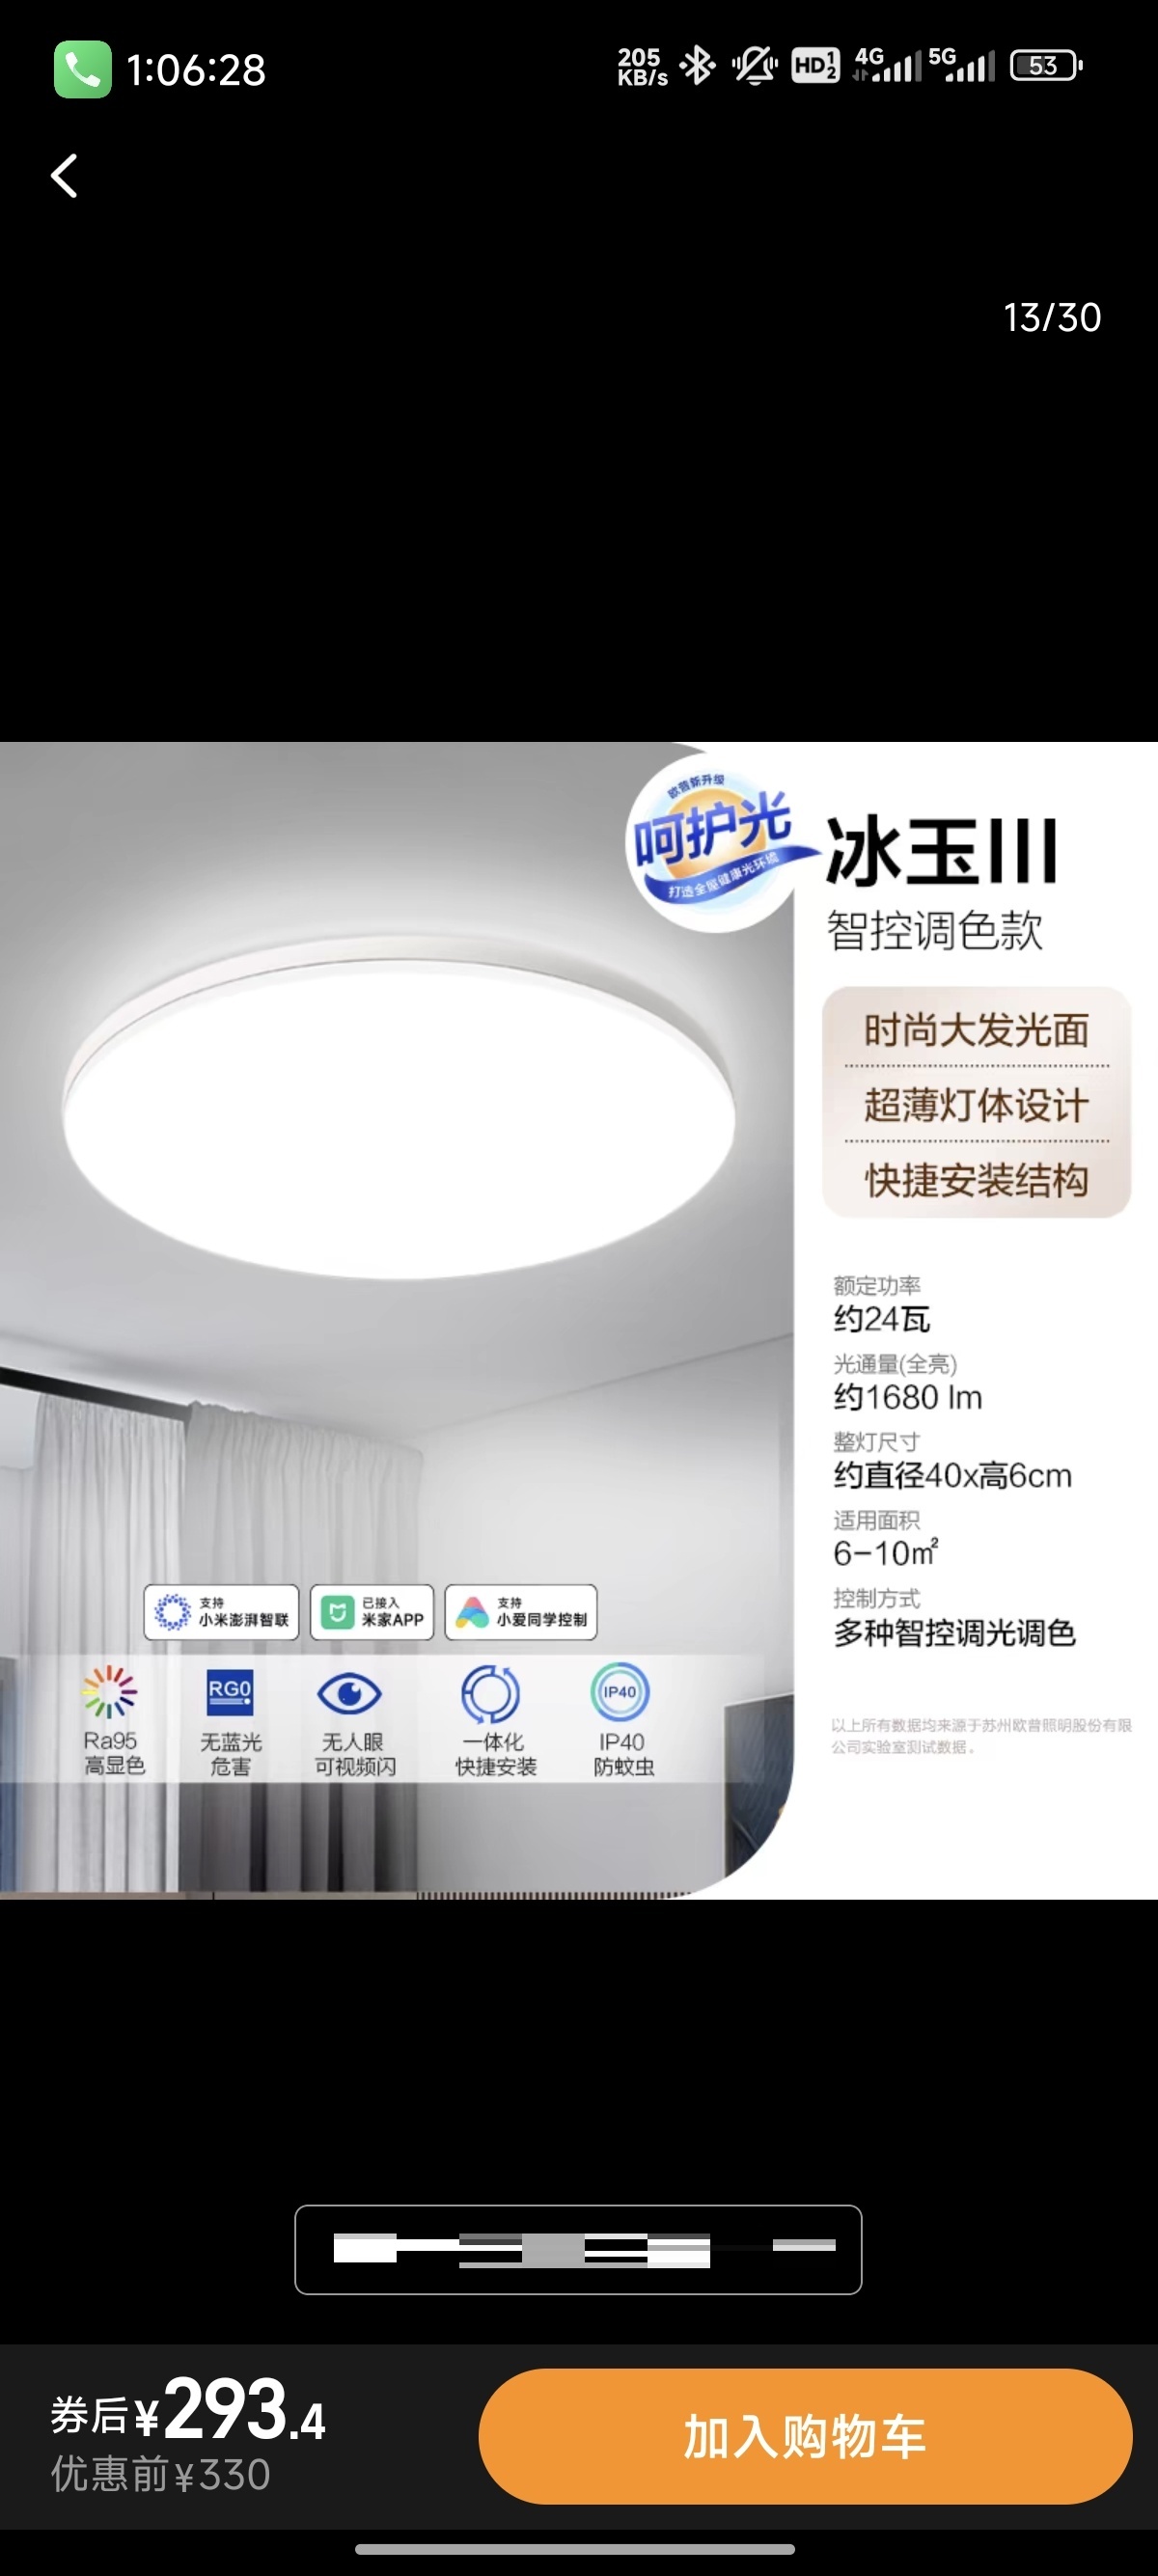 1:06:28
205
KB/s
HD 1 2
4G
5G
53
13/30
欧普新升级
呵护光
打造全屋健康光环境
冰玉III
智控调色款
时尚大发光面
超薄灯体设计
快捷安装结构
额定功率
约24瓦
光通量(全亮)
约1680 lm
整灯尺寸
约直径40x高6cm
适用面积
6-10㎡
控制方式
多种智控调光调色
以上所有数据均来源于苏州欧普照明股份有限
公司实验室测试数据。
支持
小米澎湃智联
已接入
米家APP
支持
小爱同学控制
Ra95
高显色
RG0
无蓝光
危害
无人眼
可视频闪
一体化
快捷安装
IP40
IP40
防蚊虫
券后¥293.4
优惠前¥330
加入购物车